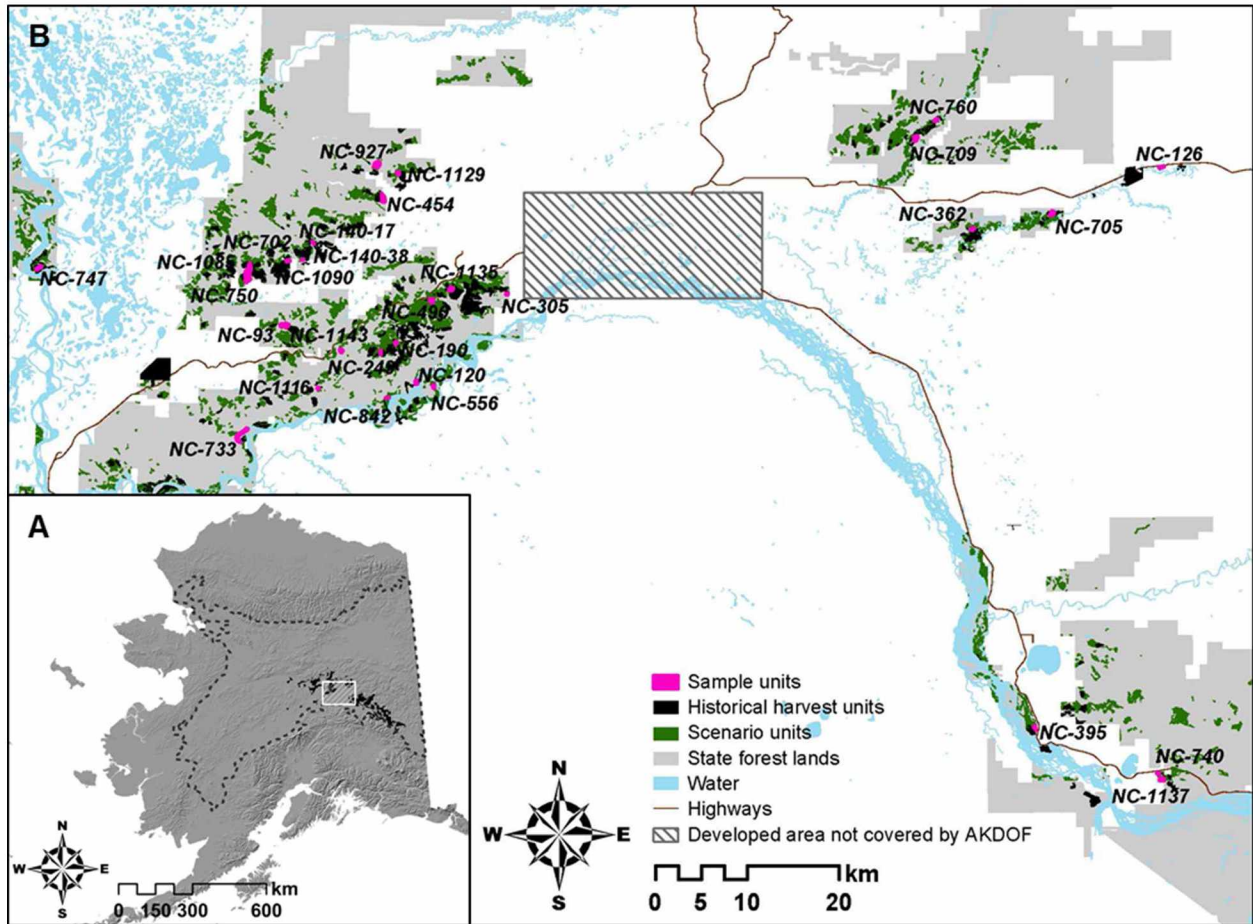 B
NC-760
NC-709
NC-126
NC-927
NC-1129
NC-454
NC-362
NC-705
NC-140-17
NC-702
NC-140-38
NC-108
NC-1090
NC-747
NC-750
NC-1135
NC-490
NC-305
NC-93
NC-1143
NC-190
NC-249
NC-120
NC-1116
NC-556
NC-842
NC-733
A
N
W E
S
km
0 150 300 600
N
W E
S
Sample units
Historical harvest units
Scenario units
State forest lands
Water
Highways
Developed area not covered by AKDOF
km
0 5 10 20
NC-395
NC-740
NC-1137